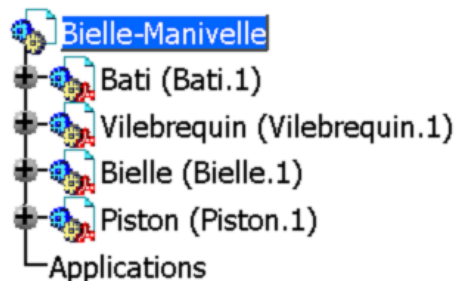 Bielle-Manivelle
Bati (Bati.1)
Vilebrequin (Vilebrequin.1)
Bielle (Bielle.1)
Piston (Piston.1)
Applications